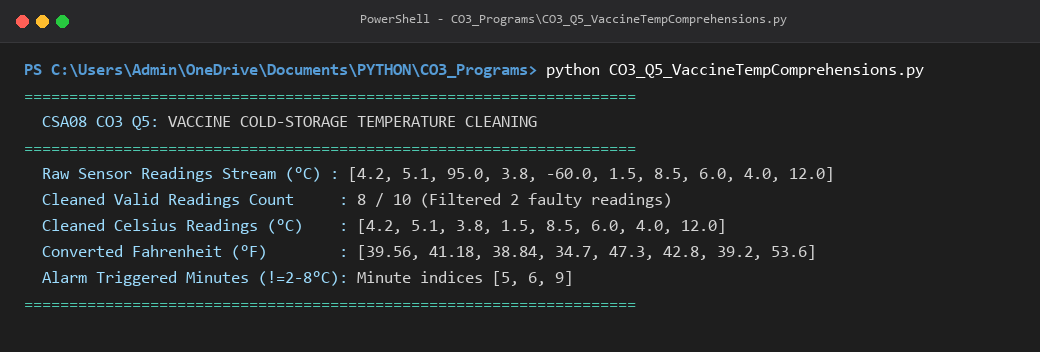 PowerShell - CO3_Programs\CO3_Q5_VaccineTempComprehensions.py
PS C:\Users\Admin\OneDrive\Documents\PYTHON\CO3_Programs> python CO3_Q5_VaccineTempComprehensions.py
====================================================================
CSA08 CO3 Q5: VACCINE COLD-STORAGE TEMPERATURE CLEANING
====================================================================
Raw Sensor Readings Stream (°C) : [4.2, 5.1, 95.0, 3.8, -60.0, 1.5, 8.5, 6.0, 4.0, 12.0]
Cleaned Valid Readings Count     : 8 / 10 (Filtered 2 faulty readings)
Cleaned Celsius Readings (°C)    : [4.2, 5.1, 3.8, 1.5, 8.5, 6.0, 4.0, 12.0]
Converted Fahrenheit (°F)        : [39.56, 41.18, 38.84, 34.7, 47.3, 42.8, 39.2, 53.6]
Alarm Triggered Minutes (!=2-8°C): Minute indices [5, 6, 9]
====================================================================